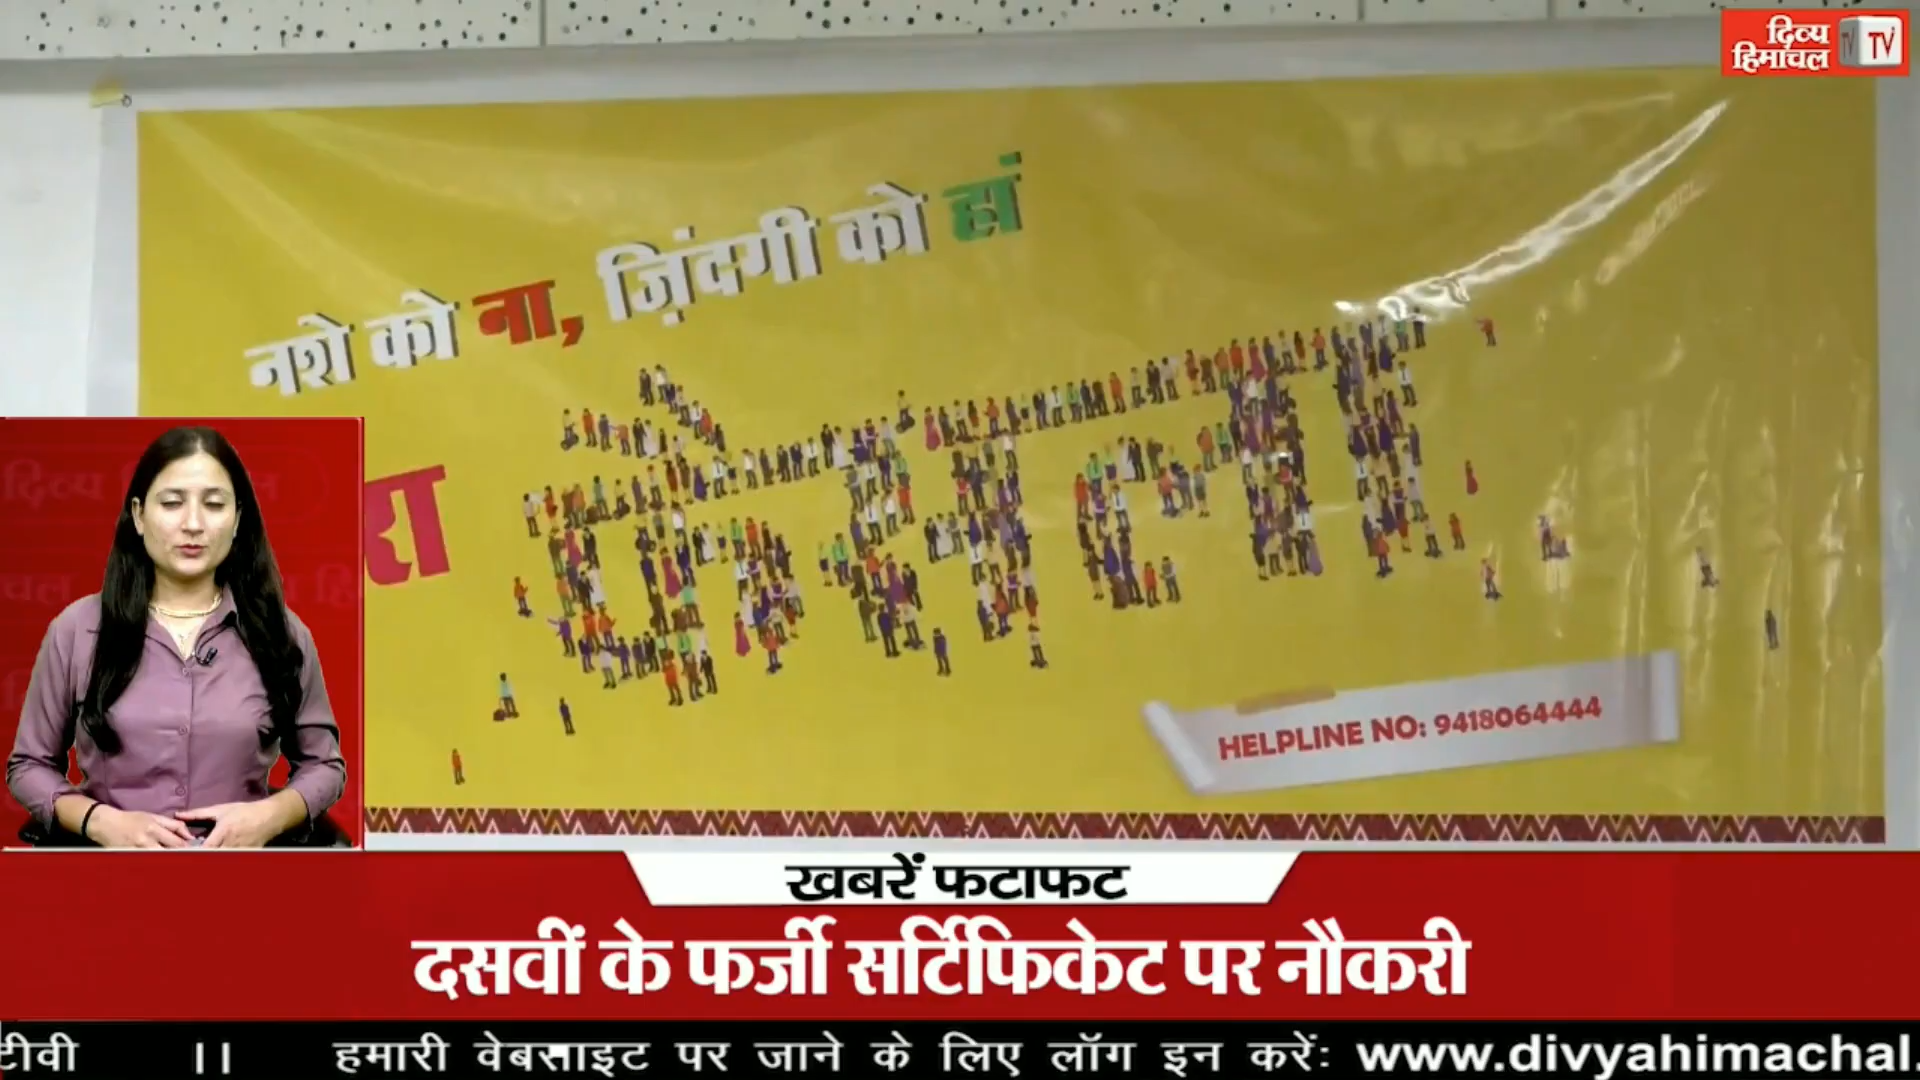 दिव्य
हिमाचल TV
नशे को ना, ज़िंदगी को हां
रा फैसला
HELPLINE NO: 9418064444
खबरें फटाफट
दसवीं के फर्जी सर्टिफिकेट पर नौकरी
टीवी || हमारी वेबसाइट पर जाने के लिए लॉग इन करेंः www.divyahimachal.